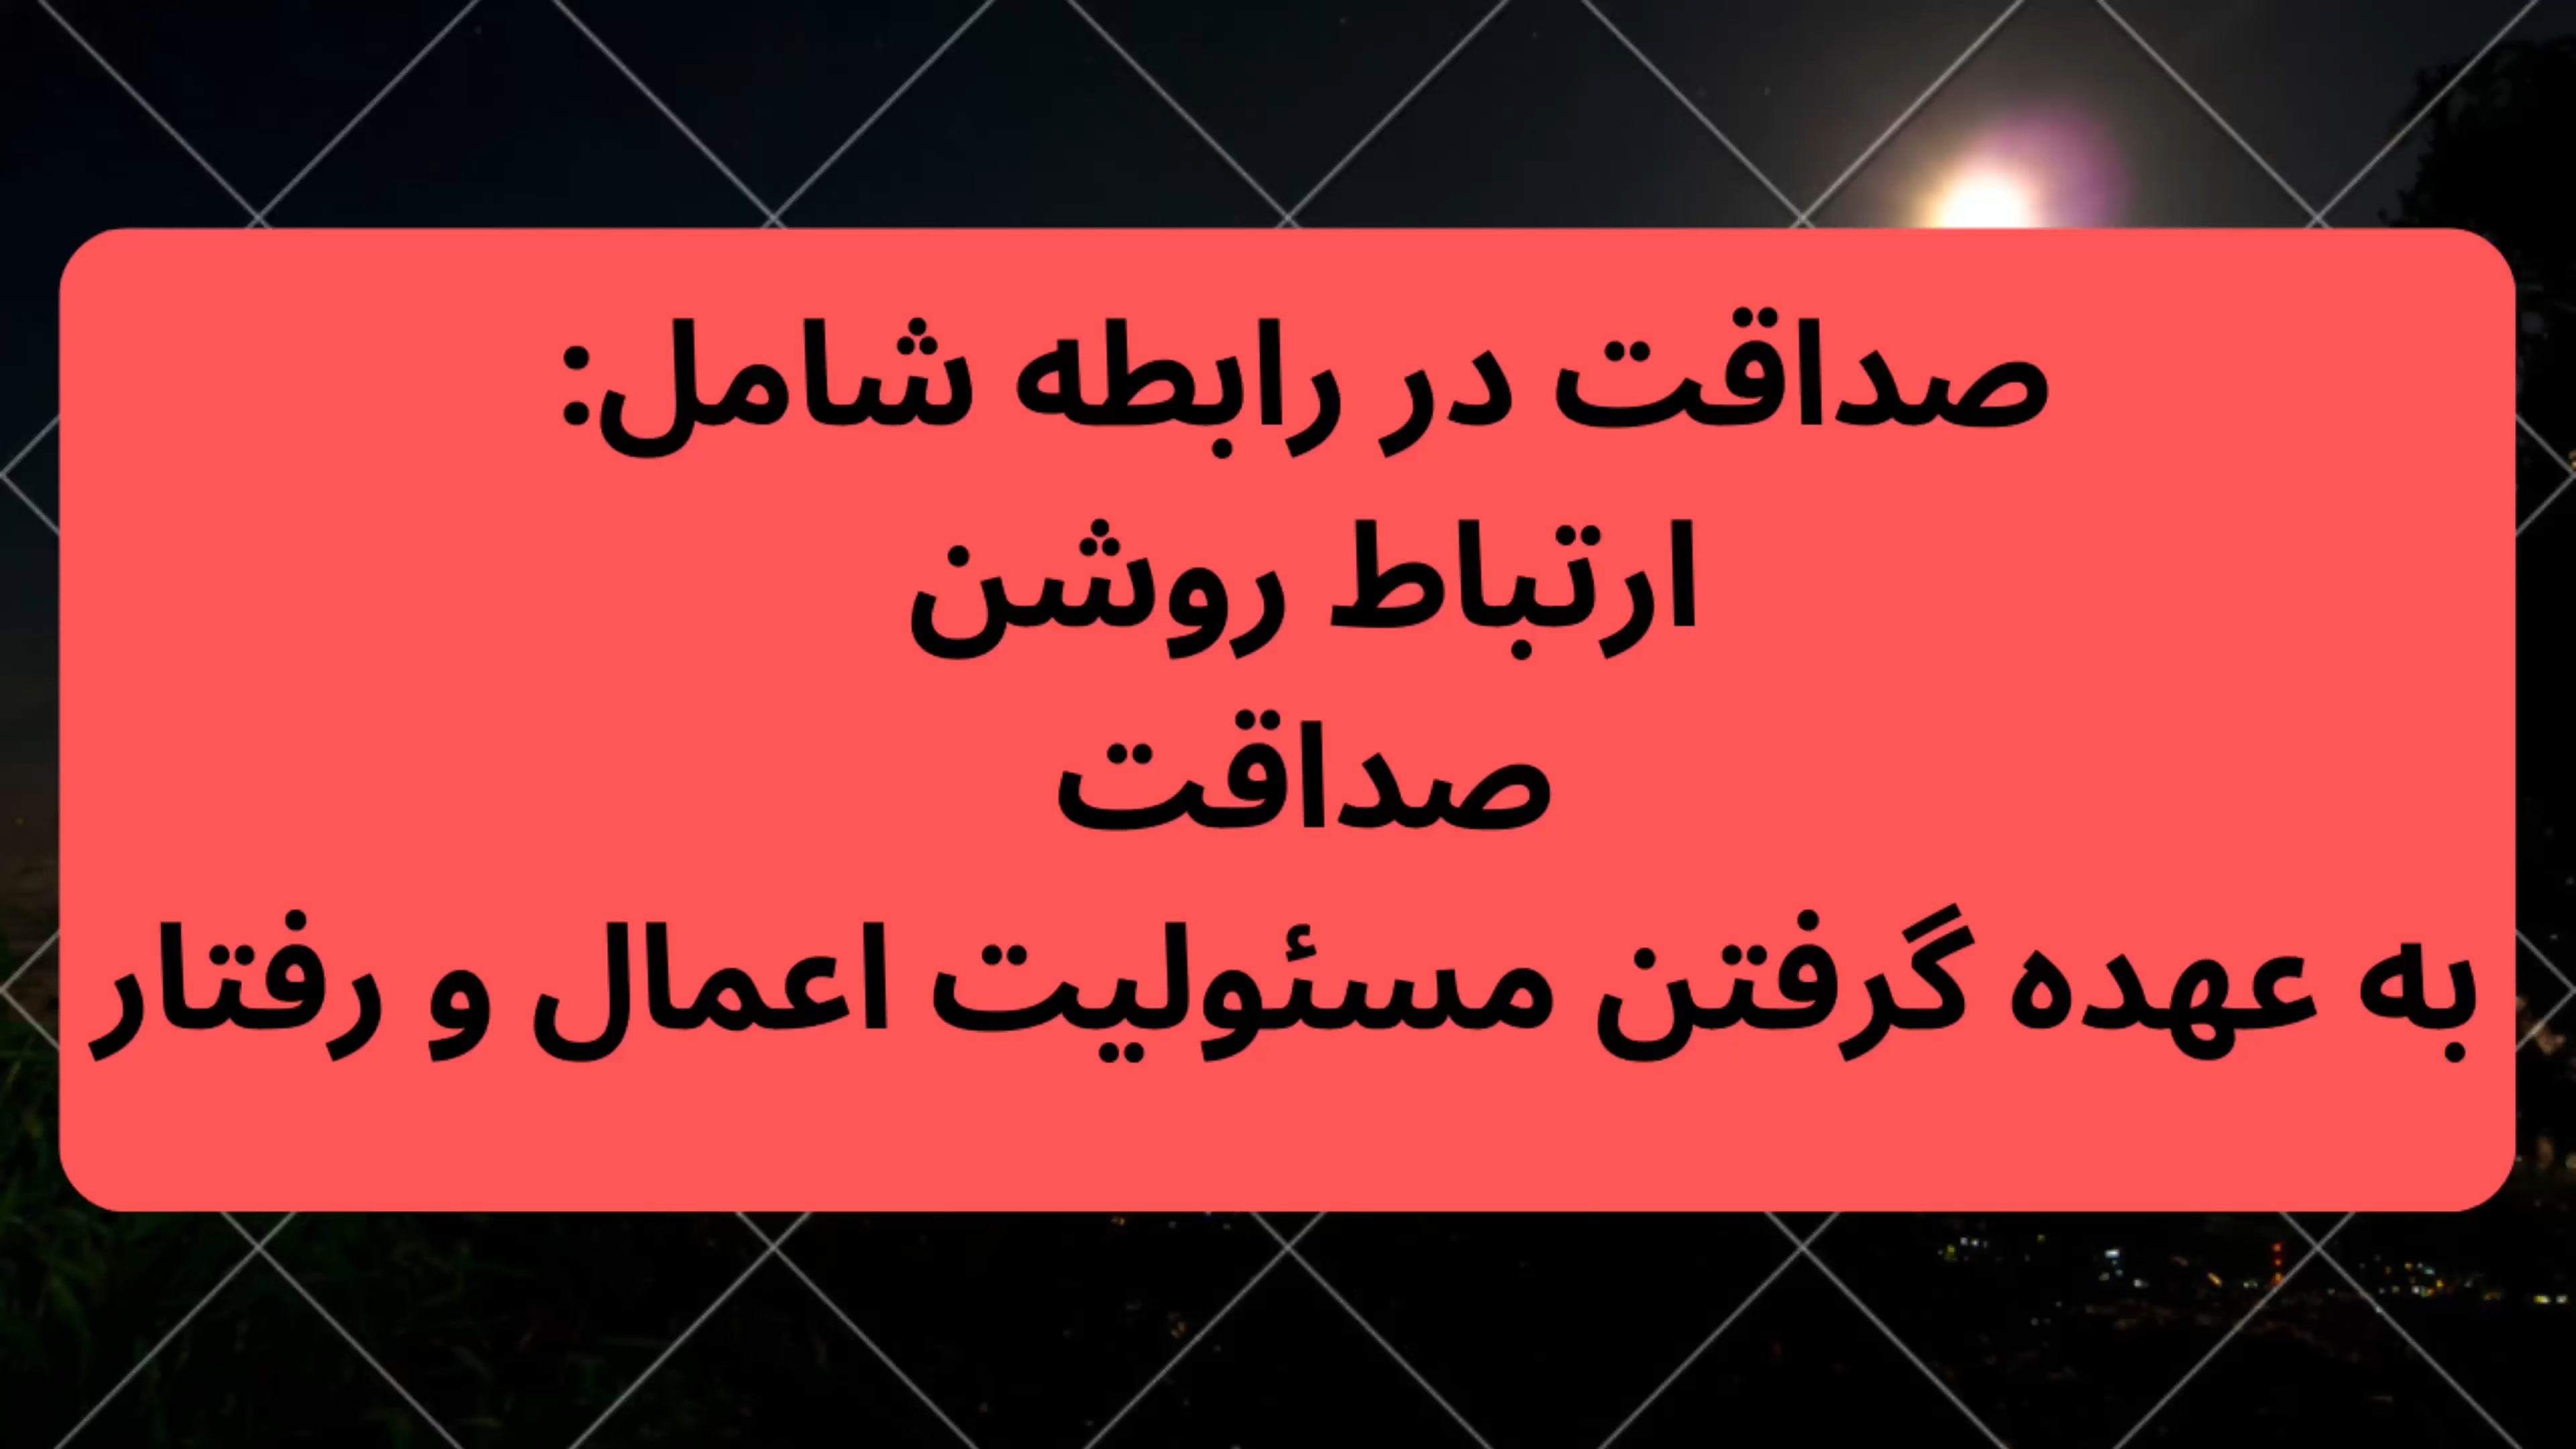 صداقت در رابطه شامل:
ارتباط روشن
صداقت
به عهده گرفتن مسئولیت اعمال و رفتار